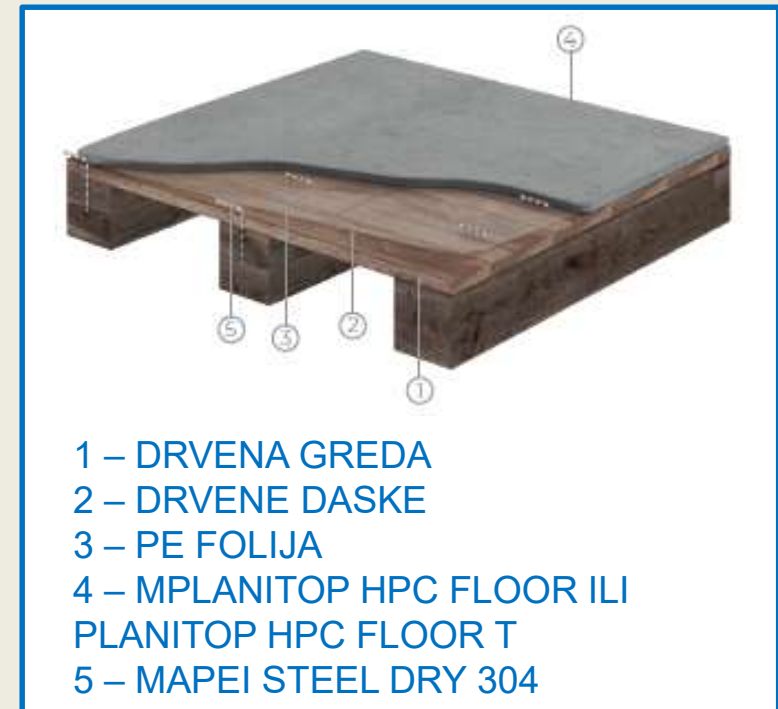 4
5
3
2
1
1 – DRVENA GREDA
2 – DRVENE DASKE
3 – PE FOLIJA
4 – MPLANITOP HPC FLOOR ILI
PLANITOP HPC FLOOR T
5 – MAPEI STEEL DRY 304